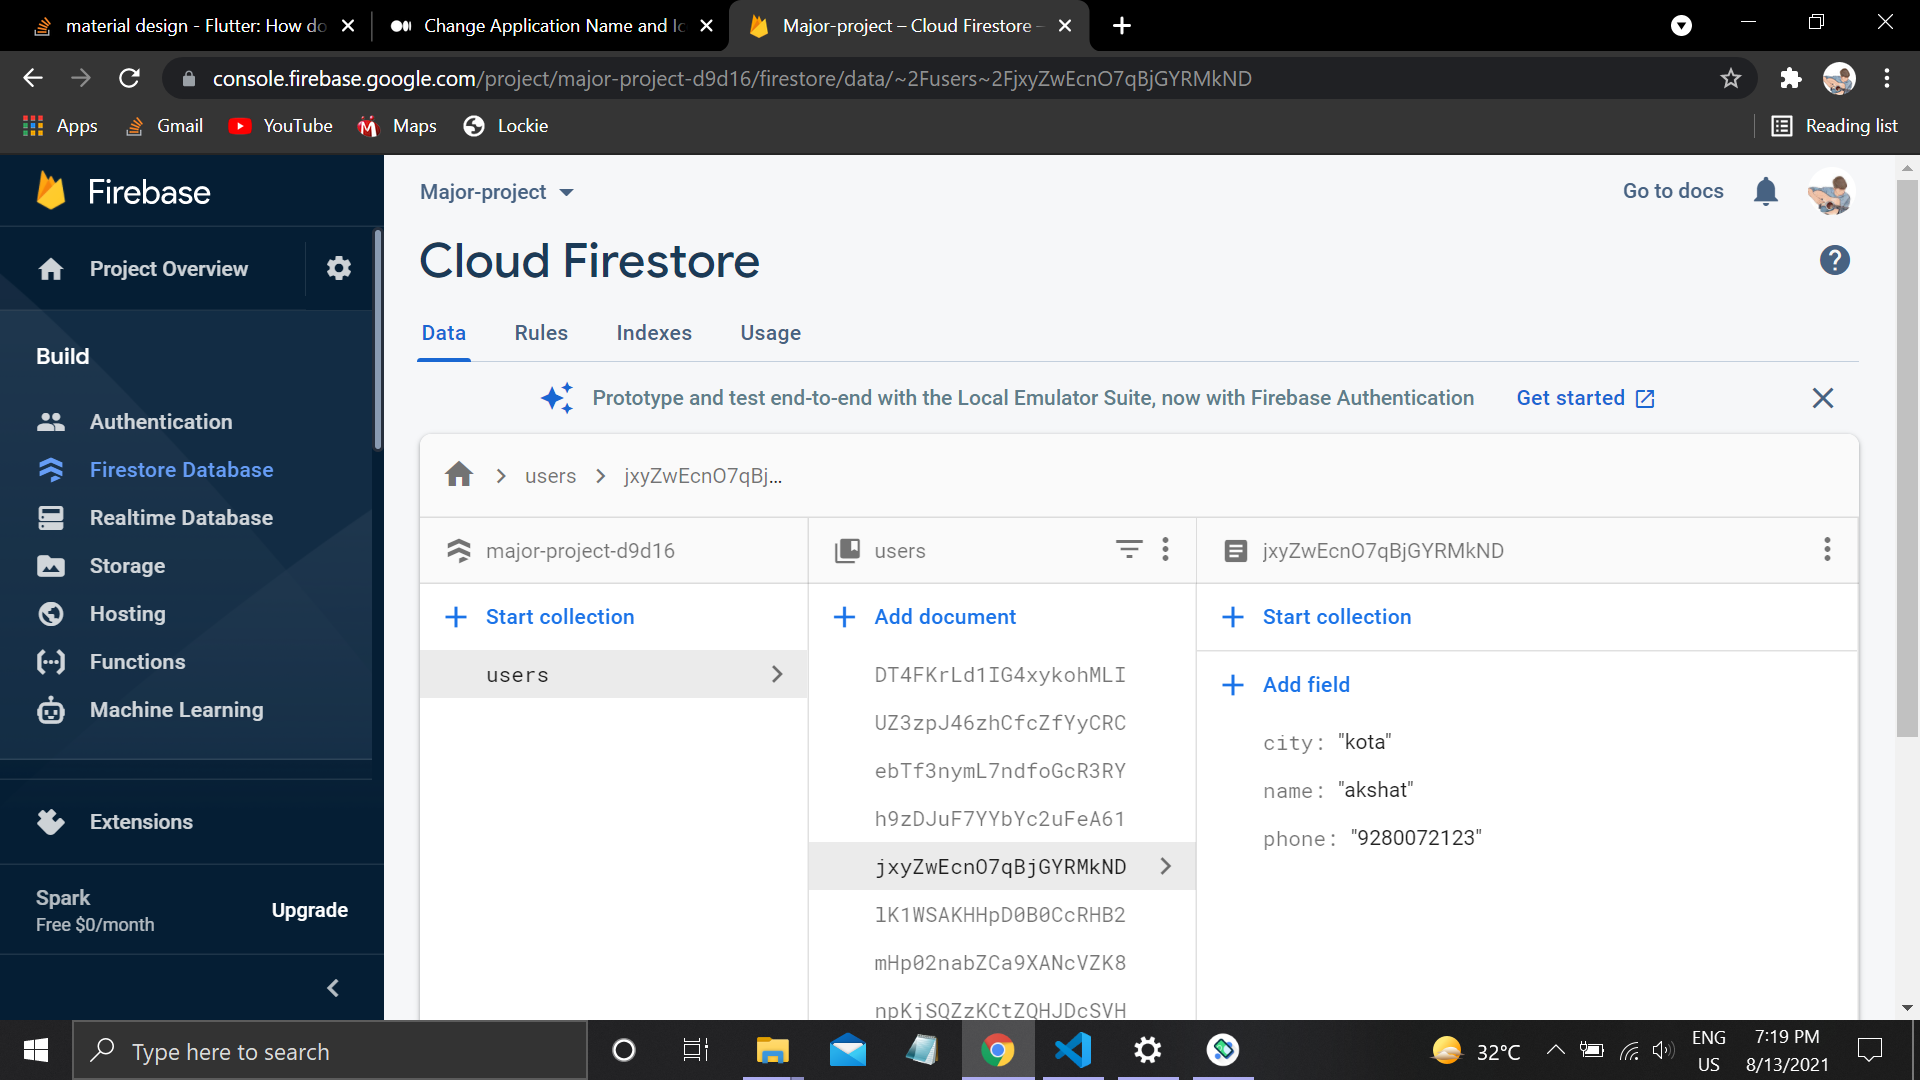 material design - Flutter: How do
Change Application Name and Ic
Major-project – Cloud Firestore –
console.firebase.google.com/project/major-project-d9d16/firestore/data/~2Fusers~2FjxyZwEcnO7qBjGYRMkND
Apps
Gmail
YouTube
Maps
Lockie
Reading list
Firebase
Major-project
Go to docs
Project Overview
Cloud Firestore
Build
Data
Rules
Indexes
Usage
Prototype and test end-to-end with the Local Emulator Suite, now with Firebase Authentication
Get started
Authentication
Firestore Database
Realtime Database
Storage
Hosting
Functions
Machine Learning
Extensions
Spark
Free $0/month
Upgrade
users
jxyZwEcnO7qBj...
major-project-d9d16
Start collection
users
users
Add document
DT4FKrLd1IG4xykohMLI
UZ3zpJ46zhCfcZfYyCRC
ebTf3nymL7ndfoGcR3RY
h9zDJuF7YYbYc2uFeA61
jxyZwEcnO7qBjGYRMkND
lK1WSAKHHpD0B0CcRHB2
mHp02nabZCa9XANcVZK8
npKjSQZzKCtZQHJDcSVH
jxyZwEcnO7qBjGYRMkND
Start collection
Add field
city: "kota"
name: "akshat"
phone: "9280072123"
Type here to search
32°C
ENG
US
7:19 PM
8/13/2021